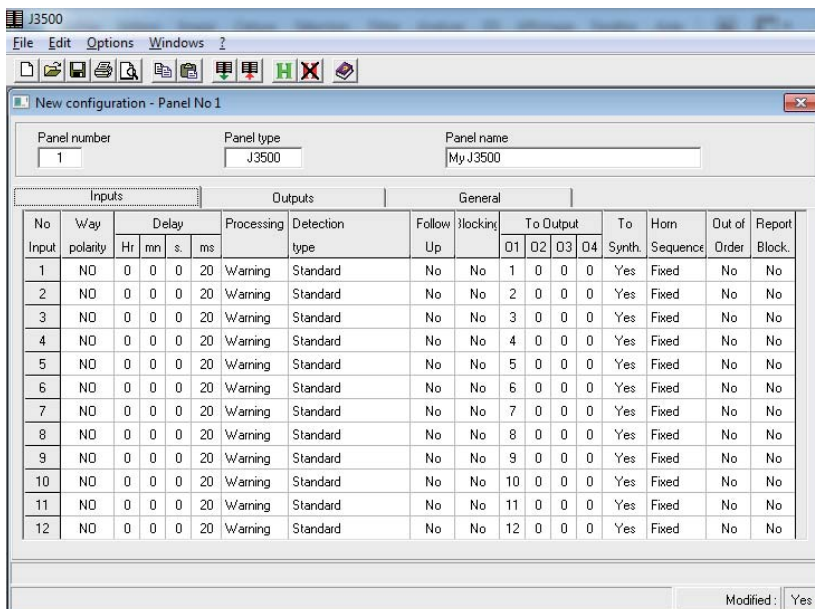 J3500
File Edit Options Windows ?
New configuration - Panel No 1
Panel number Panel type Panel name
1 J3500 My J3500
Inputs Outputs General
No Way Delay Processing Detection Follow Blocking To Output To Horn Out of Report
Input polarity Hr mn s. ms type Up O1 O2 O3 O4 Synth. Sequence Order Block.
1 NO 0 0 0 20 Warning Standard No No 1 0 0 0 Yes Fixed No No
2 NO 0 0 0 20 Warning Standard No No 2 0 0 0 Yes Fixed No No
3 NO 0 0 0 20 Warning Standard No No 3 0 0 0 Yes Fixed No No
4 NO 0 0 0 20 Warning Standard No No 4 0 0 0 Yes Fixed No No
5 NO 0 0 0 20 Warning Standard No No 5 0 0 0 Yes Fixed No No
6 NO 0 0 0 20 Warning Standard No No 6 0 0 0 Yes Fixed No No
7 NO 0 0 0 20 Warning Standard No No 7 0 0 0 Yes Fixed No No
8 NO 0 0 0 20 Warning Standard No No 8 0 0 0 Yes Fixed No No
9 NO 0 0 0 20 Warning Standard No No 9 0 0 0 Yes Fixed No No
10 NO 0 0 0 20 Warning Standard No No 10 0 0 0 Yes Fixed No No
11 NO 0 0 0 20 Warning Standard No No 11 0 0 0 Yes Fixed No No
12 NO 0 0 0 20 Warning Standard No No 12 0 0 0 Yes Fixed No No
Modified : Yes